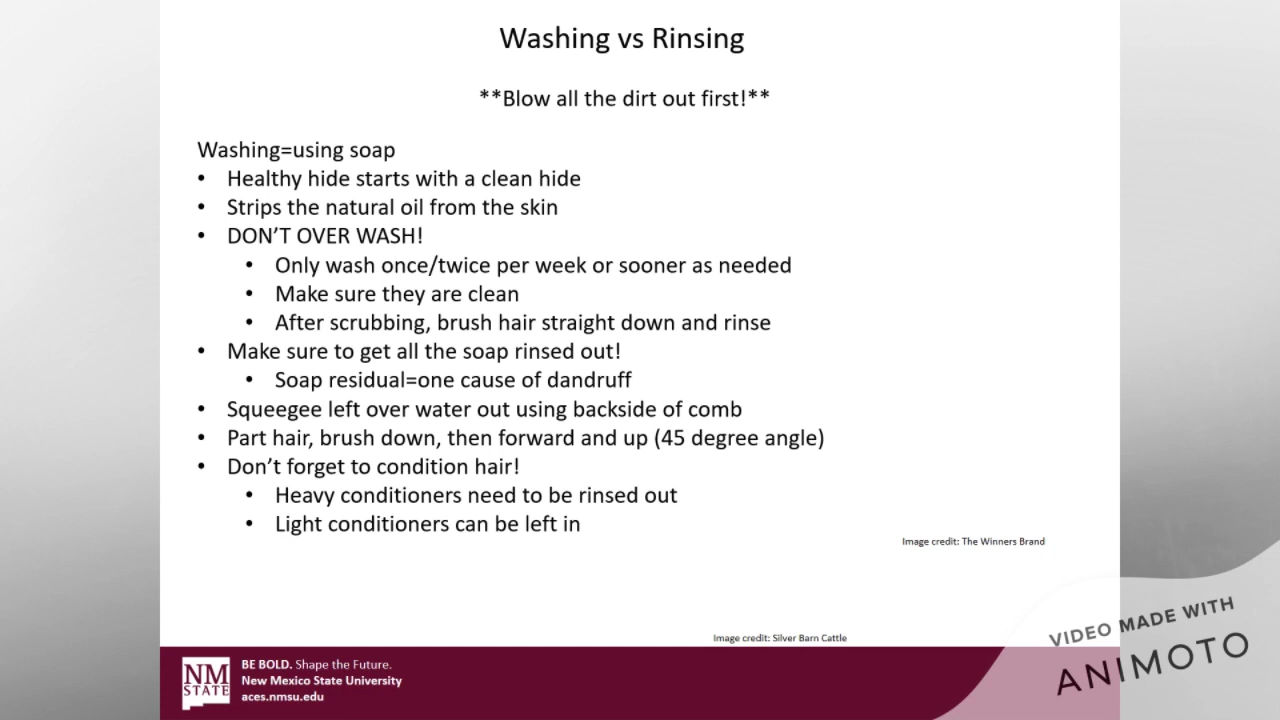 Washing vs Rinsing
**Blow all the dirt out first!**
Washing=using soap
• Healthy hide starts with a clean hide
• Strips the natural oil from the skin
• DON'T OVER WASH!
• Only wash once/twice per week or sooner as needed
• Make sure they are clean
• After scrubbing, brush hair straight down and rinse
• Make sure to get all the soap rinsed out!
• Soap residual=one cause of dandruff
• Squeegee left over water out using backside of comb
• Part hair, brush down, then forward and up (45 degree angle)
• Don't forget to condition hair!
• Heavy conditioners need to be rinsed out
• Light conditioners can be left in
Image credit: The Winners Brand
Image credit: Silver Barn Cattle
NM
STATE
BE BOLD. Shape the Future.
New Mexico State University
aces.nmsu.edu
VIDEO MADE WITH
ANIMOTO